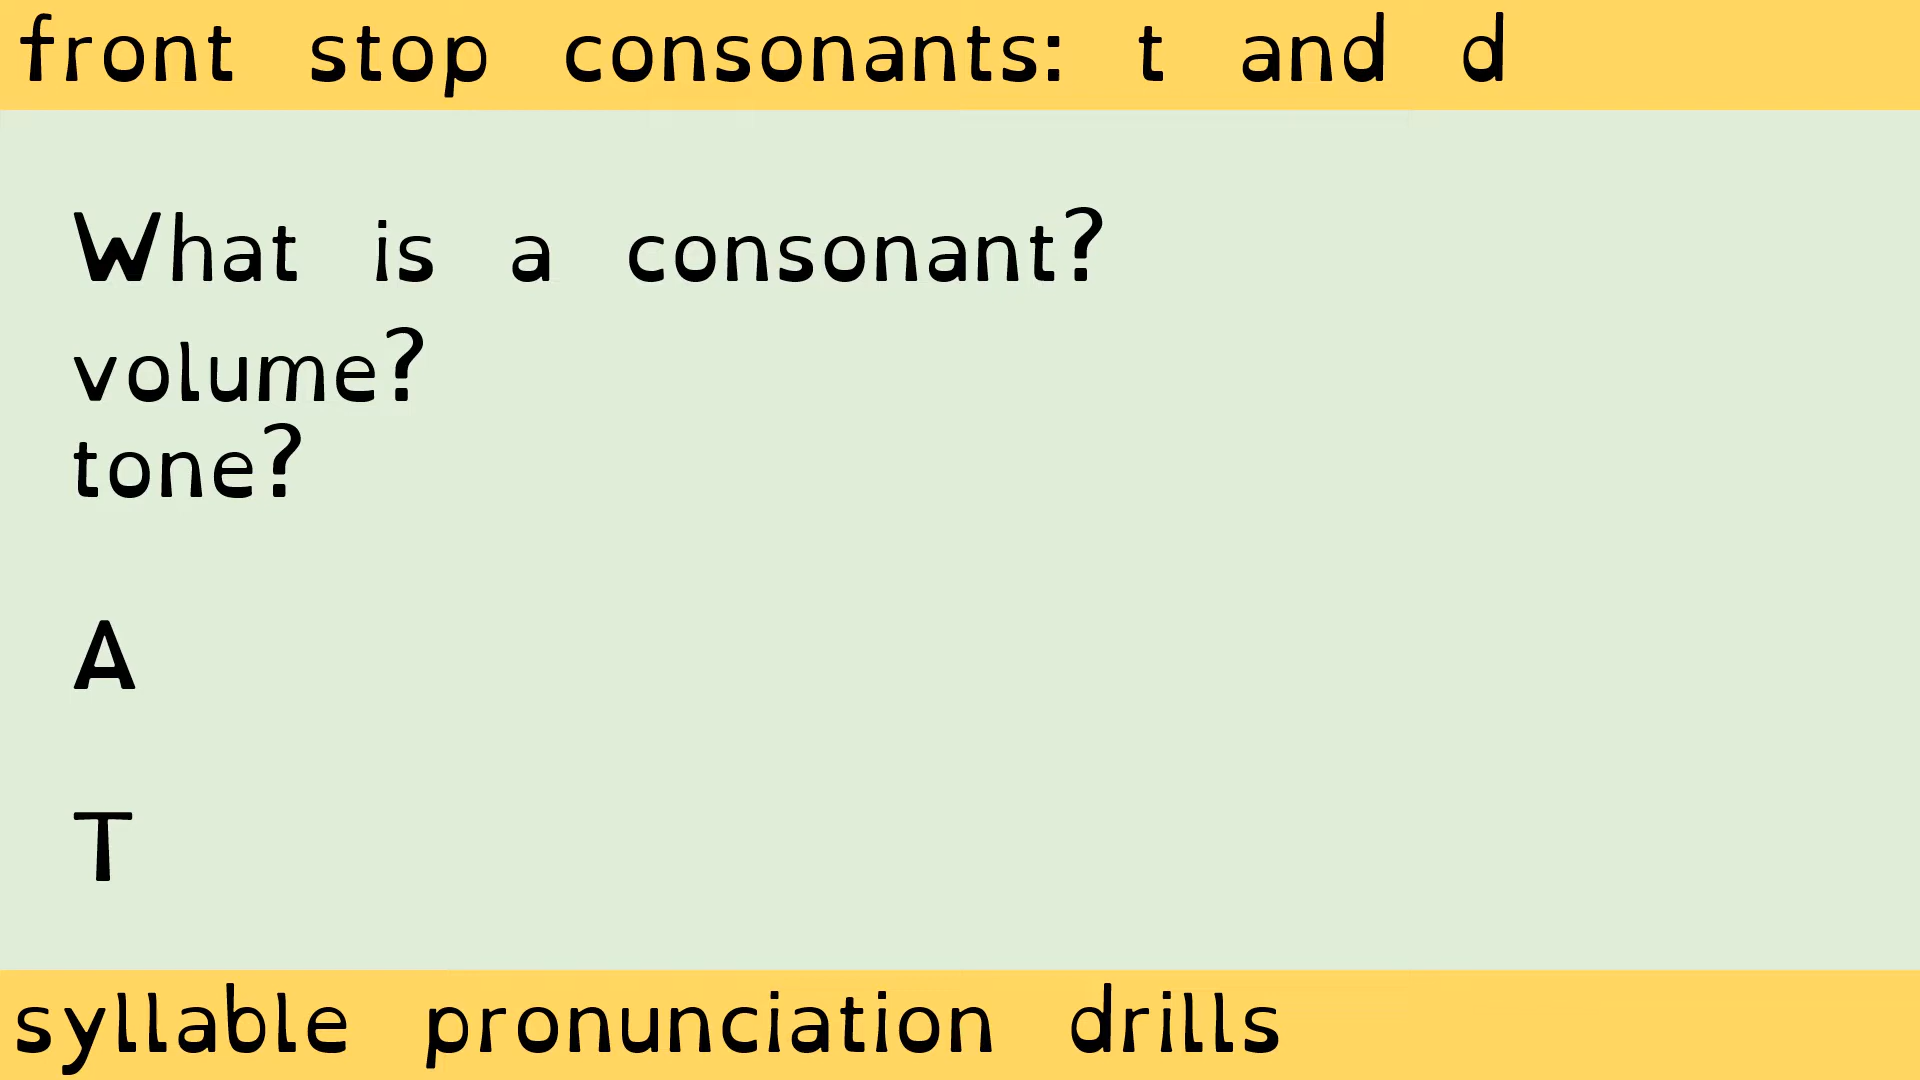 front stop consonants: t and d
What is a consonant?
volume?
tone?
A
T
syllable pronunciation drills